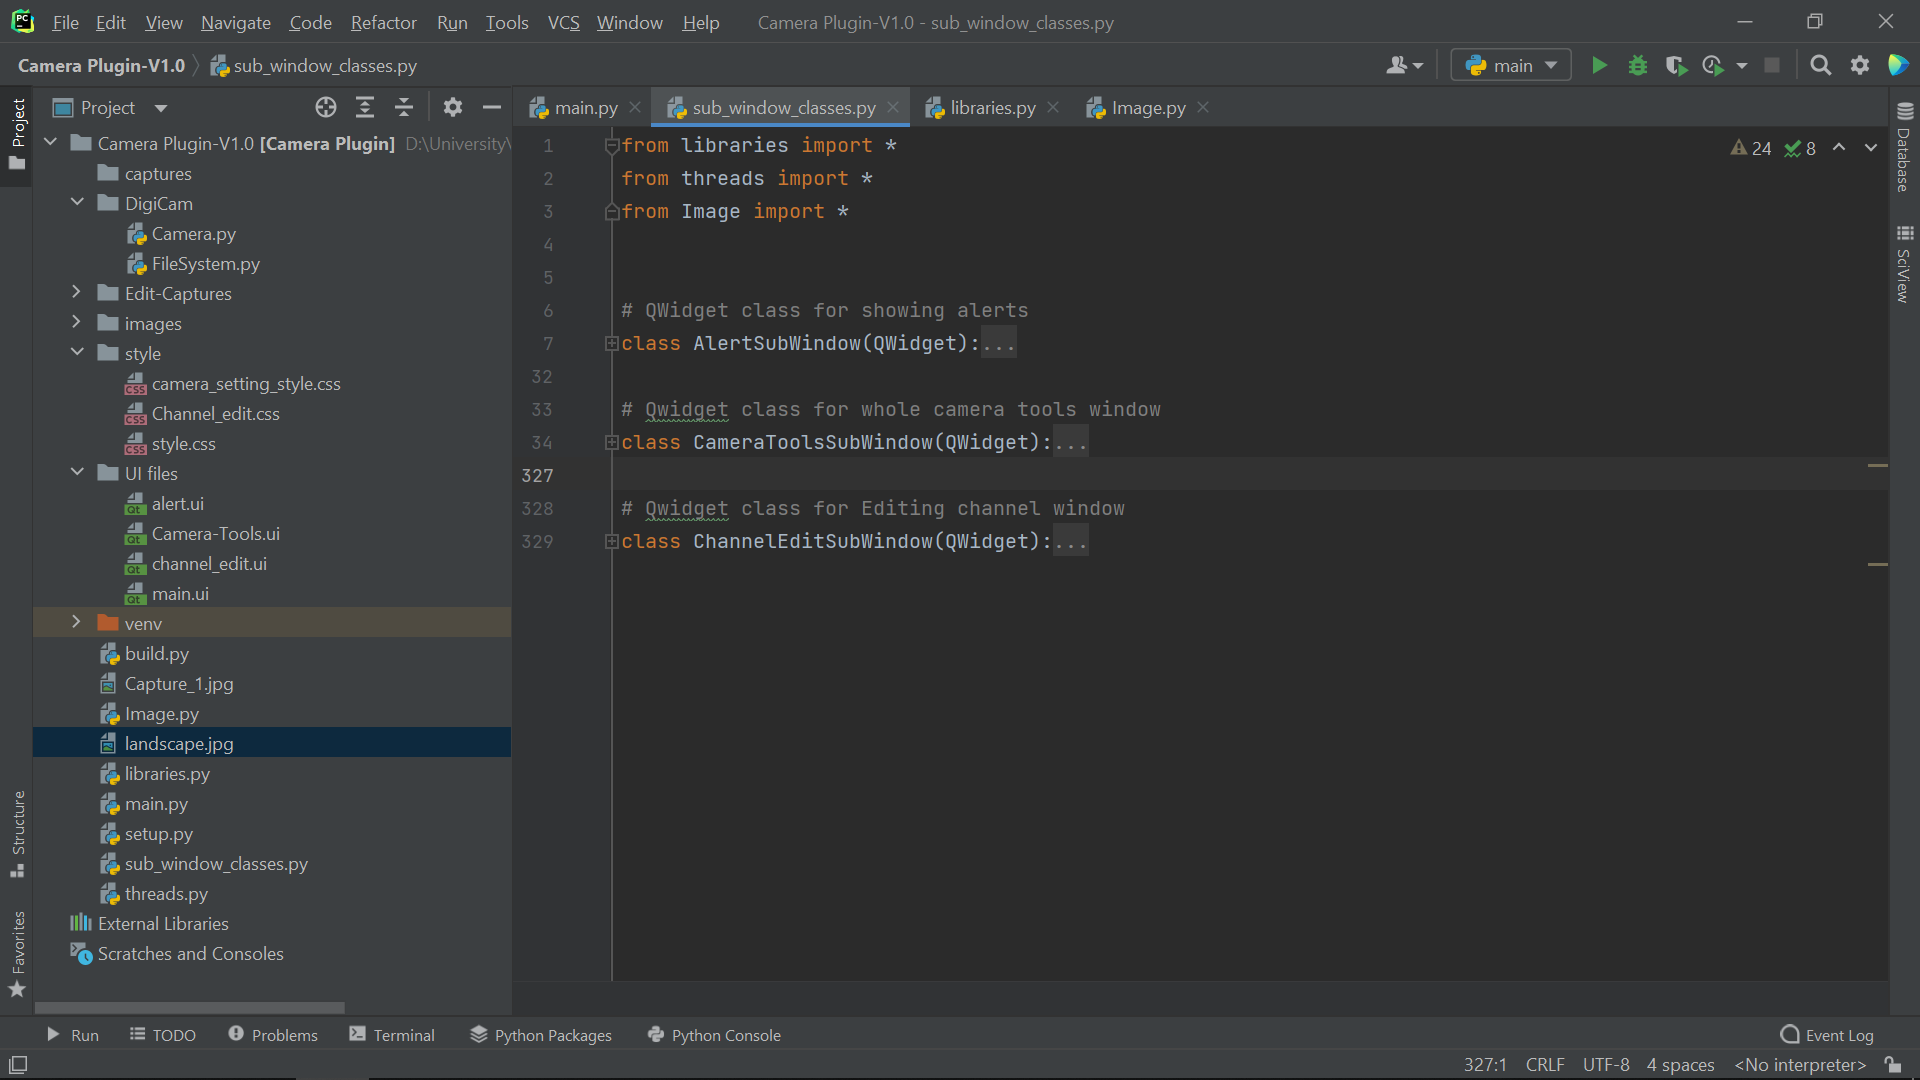 File Edit View Navigate Code Refactor Run Tools VCS Window Help Camera Plugin-V1.0 - sub_window_classes.py
Camera Plugin-V1.0 sub_window_classes.py main
Project
Project
main.py
sub_window_classes.py
libraries.py
Image.py
Camera Plugin-V1.0 [Camera Plugin] D:\University\
captures
DigiCam
Camera.py
FileSystem.py
Edit-Captures
images
style
camera_setting_style.css
Channel_edit.css
style.css
UI files
alert.ui
Camera-Tools.ui
channel_edit.ui
main.ui
venv
build.py
Capture_1.jpg
Image.py
landscape.jpg
libraries.py
main.py
setup.py
sub_window_classes.py
threads.py
External Libraries
Scratches and Consoles
Structure
Favorites
1 from libraries import *
2 from threads import *
3 from Image import *
4
5
6 # QWidget class for showing alerts
7 class AlertSubWindow(QWidget):...
32
33 # Qwidget class for whole camera tools window
34 class CameraToolsSubWindow(QWidget):...
327
328 # Qwidget class for Editing channel window
329 class ChannelEditSubWindow(QWidget):...
24 8
Database
SciView
Run TODO Problems Terminal Python Packages Python Console Event Log
327:1 CRLF UTF-8 4 spaces <No interpreter>